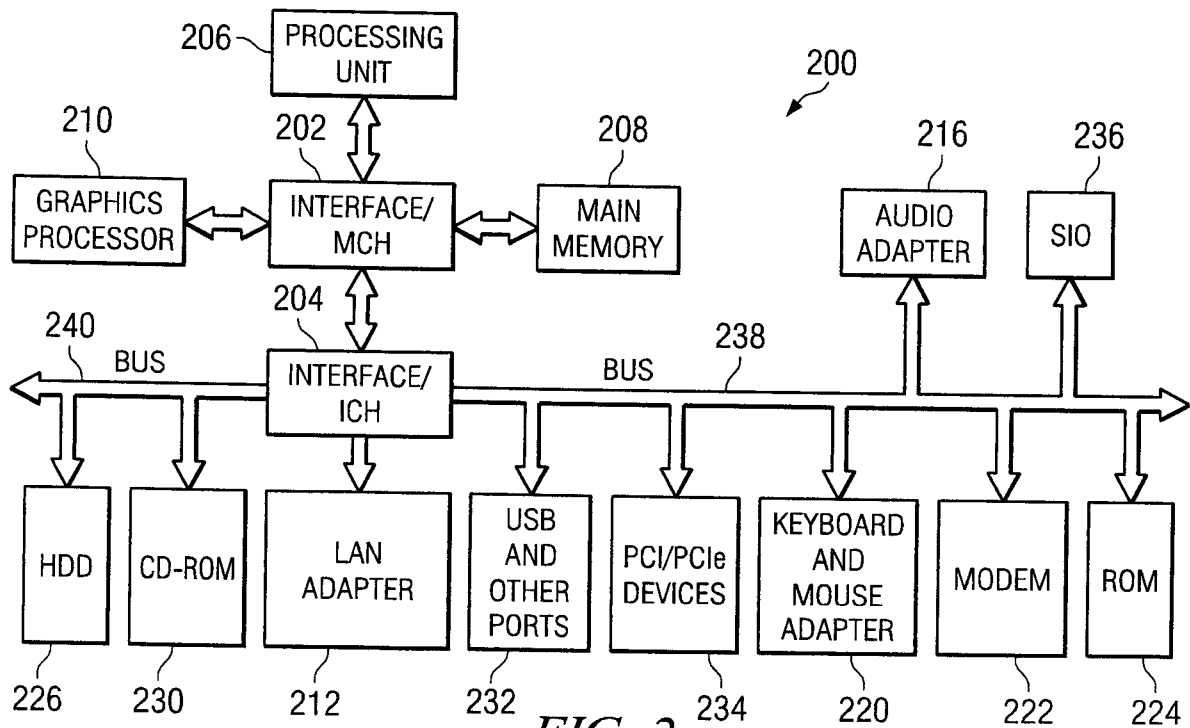 206
PROCESSING
UNIT
200
210
202
208
216
236
GRAPHICS
PROCESSOR
INTERFACE/
MCH
MAIN
MEMORY
AUDIO
ADAPTER
SIO
204
240
BUS
INTERFACE/
ICH
BUS
238
HDD
CD-ROM
LAN
ADAPTER
USB
AND
OTHER
PORTS
PCI/PCIe
DEVICES
KEYBOARD
AND
MOUSE
ADAPTER
MODEM
ROM
226
230
212
232
234
220
222
224